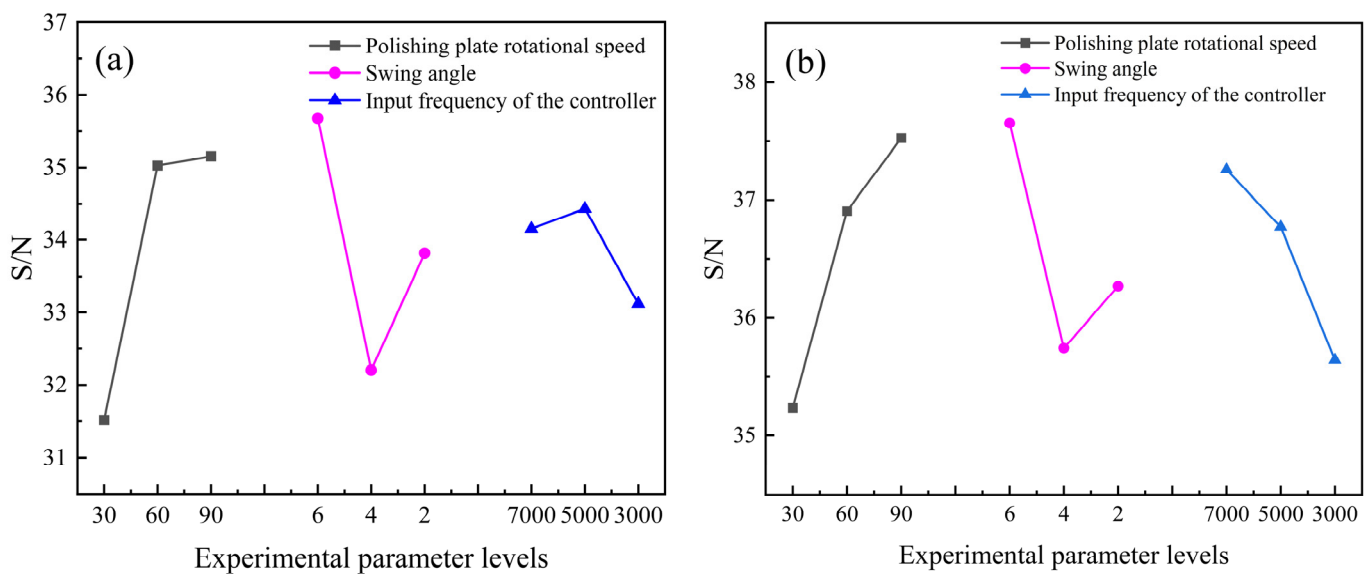 (a)
Polishing plate rotational speed
Swing angle
Input frequency of the controller
37
36
35
34
33
32
31
S/N
30 60 90 6 4 2 7000 5000 3000
Experimental parameter levels
(b)
Polishing plate rotational speed
Swing angle
Input frequency of the controller
38
37
36
35
S/N
30 60 90 6 4 2 7000 5000 3000
Experimental parameter levels